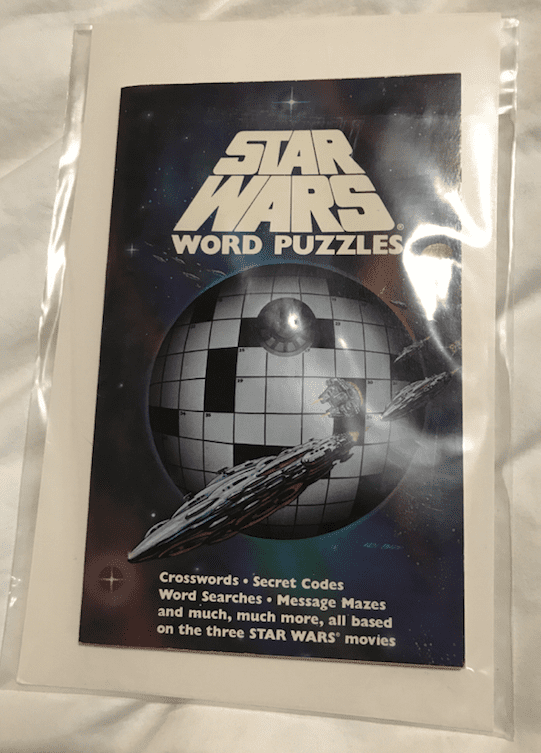 STAR
WARS®
WORD PUZZLES
Crosswords • Secret Codes
Word Searches • Message Mazes
and much, much more, all based
on the three STAR WARS® movies